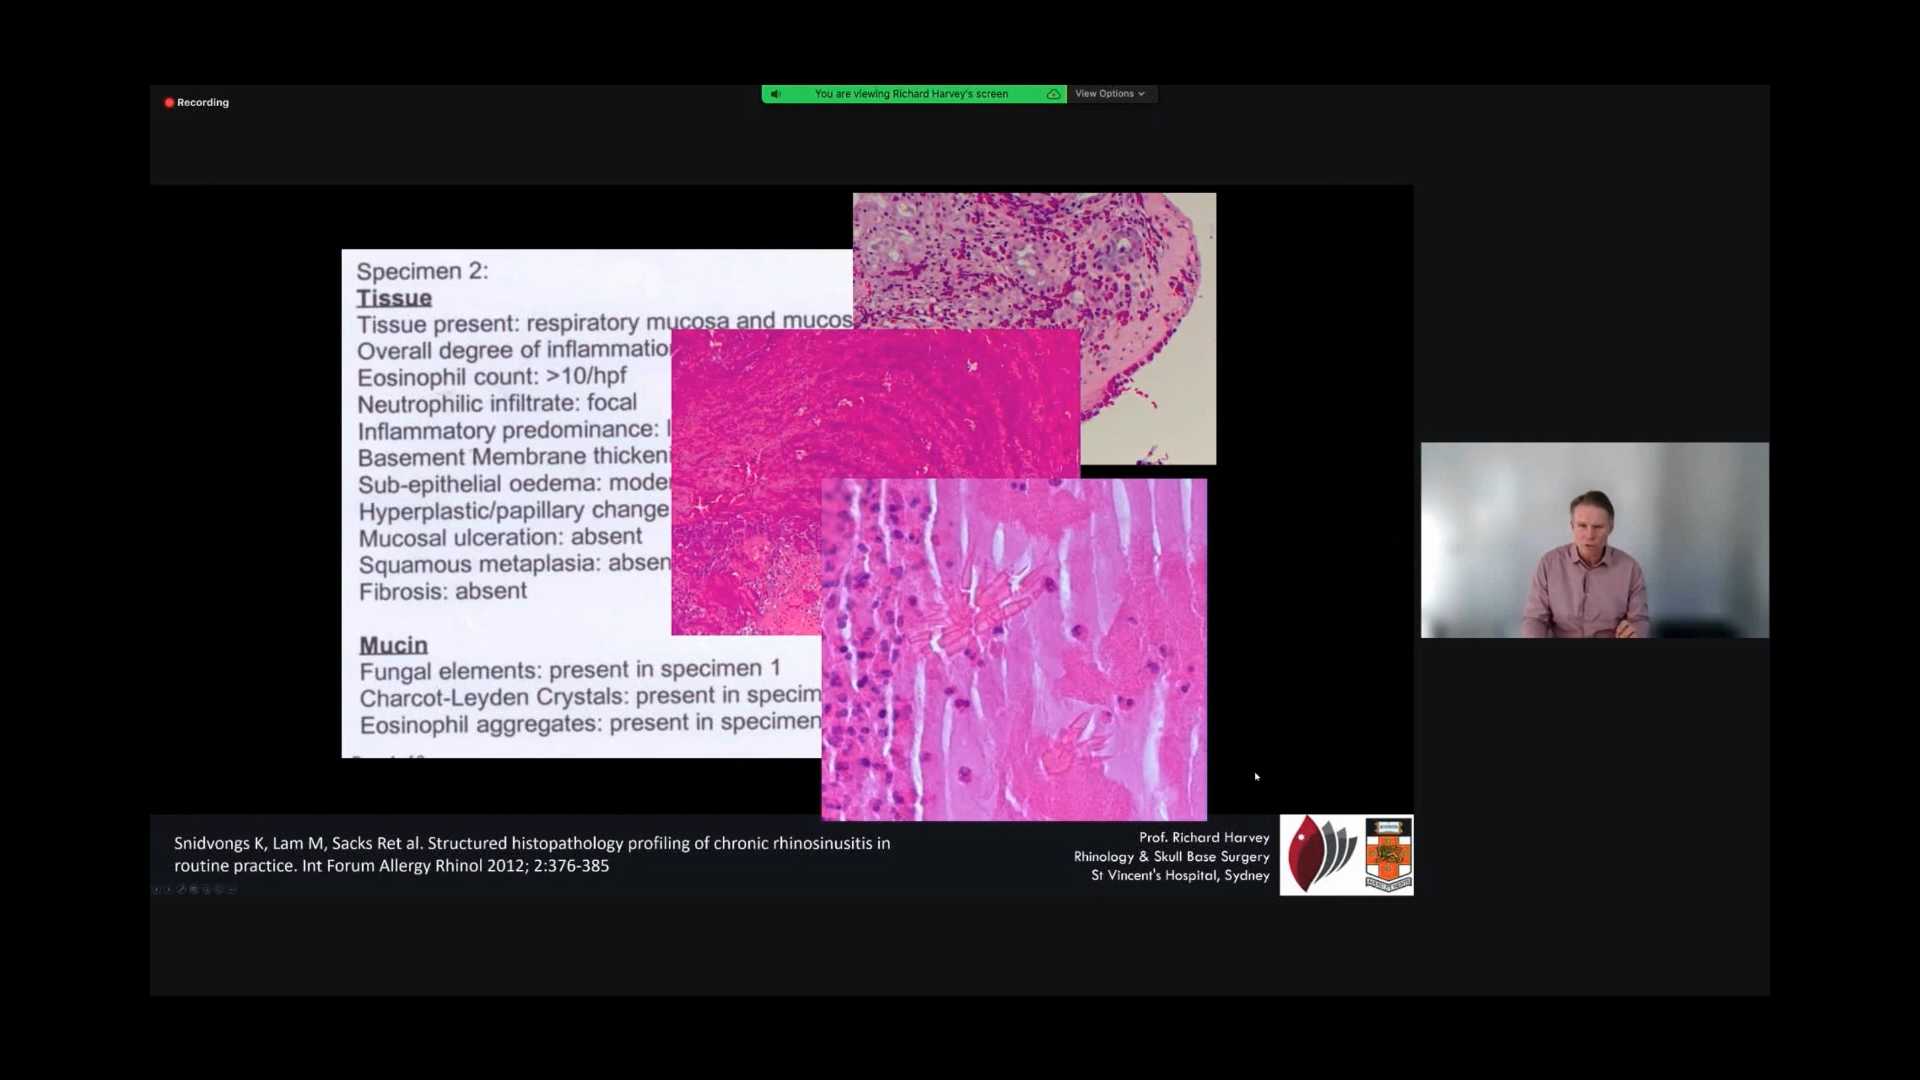 Recording
You are viewing Richard Harvey's screen
View Options
Specimen 2:
Tissue
Tissue present: respiratory mucosa and mucos
Overall degree of inflammatio
Eosinophil count: >10/hpf
Neutrophilic infiltrate: focal
Inflammatory predominance:
Basement Membrane thickeni
Sub-epithelial oedema: mode
Hyperplastic/papillary change
Mucosal ulceration: absent
Squamous metaplasia: absen
Fibrosis: absent
Mucin
Fungal elements: present in specimen 1
Charcot-Leyden Crystals: present in specim
Eosinophil aggregates: present in specimen
Snidvongs K, Lam M, Sacks Ret al. Structured histopathology profiling of chronic rhinosinusitis in
routine practice. Int Forum Allergy Rhinol 2012; 2:376-385
Prof. Richard Harvey
Rhinology & Skull Base Surgery
St Vincent's Hospital, Sydney